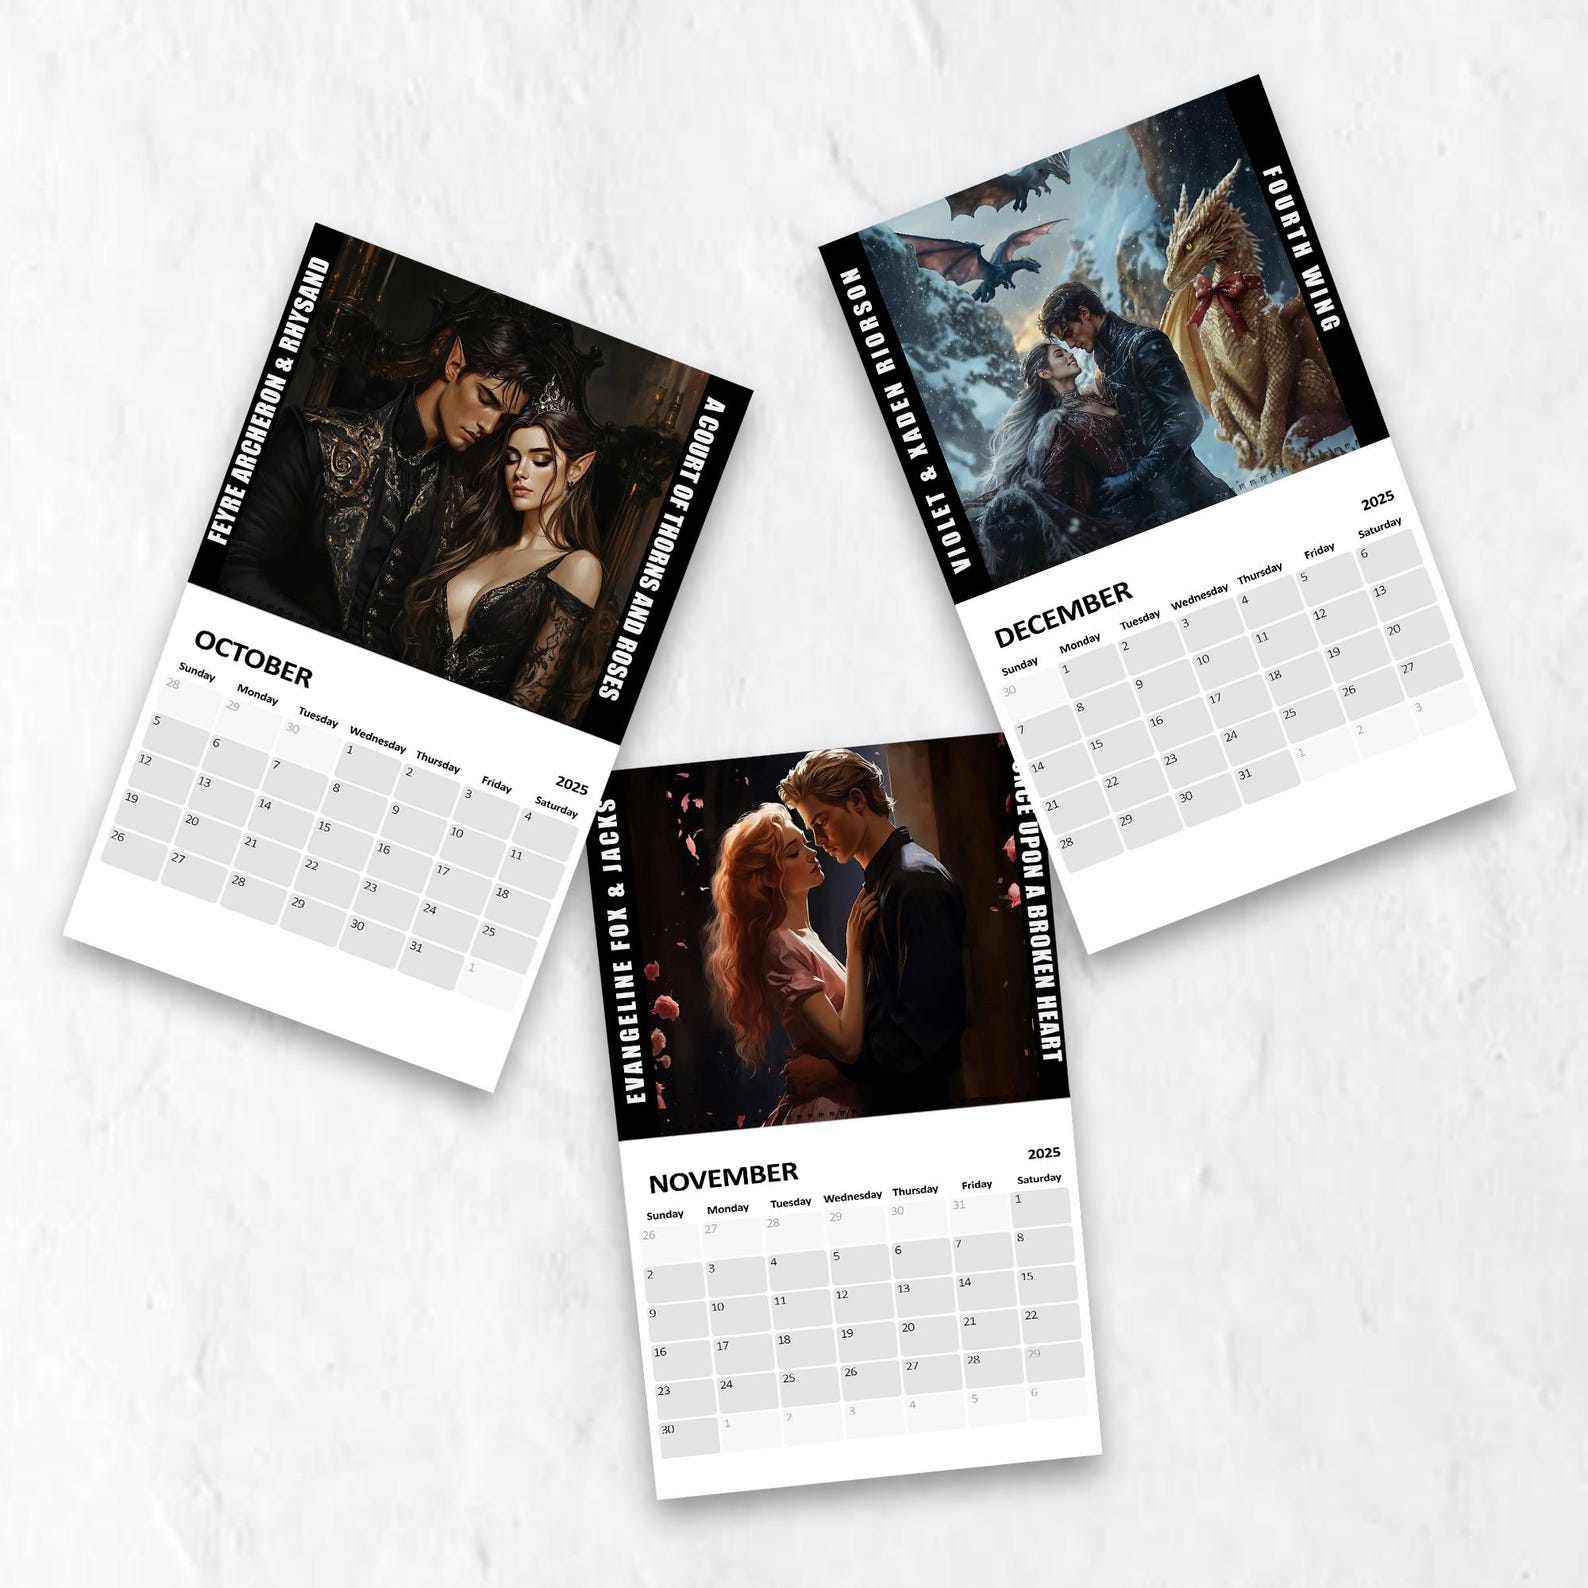 FEYRE ARCHERON & RHYSAND
A COURT OF THORNS AND ROSES
OCTOBER
2025
Sunday Monday Tuesday Wednesday Thursday Friday Saturday
28 29 30 1 2 3 4
5 6 7 8 9 10 11
12 13 14 15 16 17 18
19 20 21 22 23 24 25
26 27 28 29 30 31 1
VIOLET & XADEN RIORSON
FOURTH WING
DECEMBER
2025
Sunday Monday Tuesday Wednesday Thursday Friday Saturday
30 1 2 3 4 5 6
7 8 9 10 11 12 13
14 15 16 17 18 19 20
21 22 23 24 25 26 27
28 29 30 31 1 2 3
EVANGELINE FOX & JACKS
UPON A BROKEN HEART
NOVEMBER
2025
Sunday Monday Tuesday Wednesday Thursday Friday Saturday
26 27 28 29 30 31 1
2 3 4 5 6 7 8
9 10 11 12 13 14 15
16 17 18 19 20 21 22
23 24 25 26 27 28 29
30 1 2 3 4 5 6